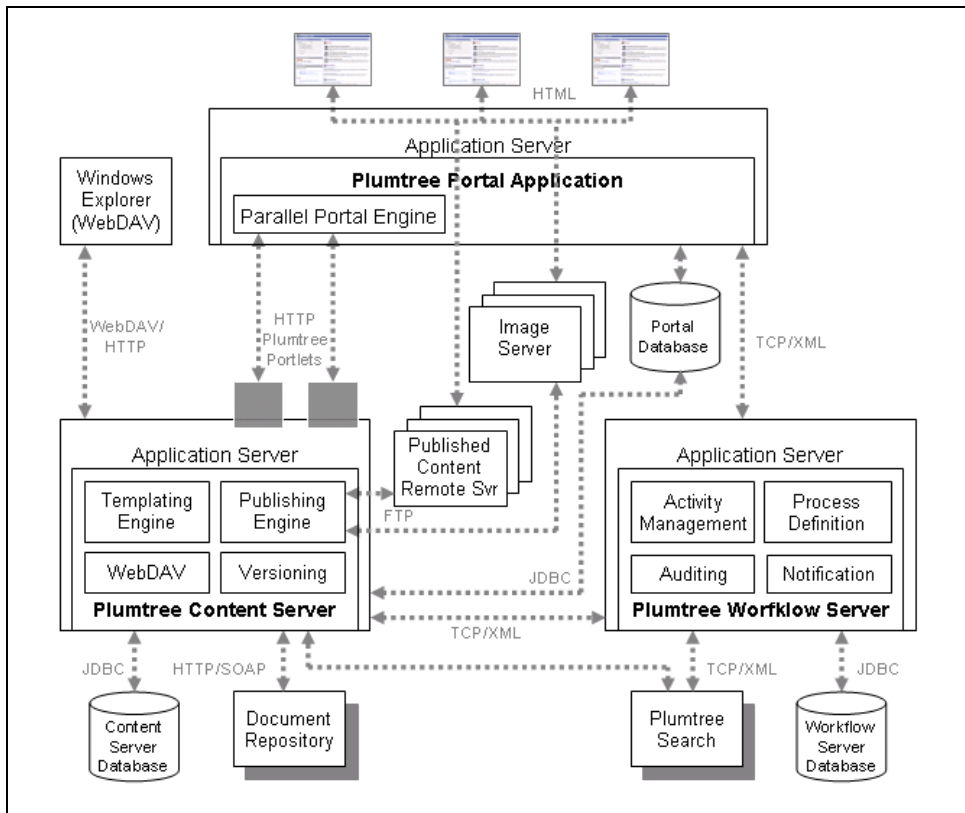 HTML
Application Server
Plumtree Portal Application
Parallel Portal Engine
Windows
Explorer
(WebDAV)
WebDAV/
HTTP
HTTP
Plumtree
Portlets
Image
Server
Portal
Database
TCP/XML
Application Server
Templating
Engine
Publishing
Engine
WebDAV
Versioning
Plumtree Content Server
Published
Content
Remote Svr
FTP
JDBC
TCP/XML
Application Server
Activity
Management
Process
Definition
Auditing
Notification
Plumtree Worfklow Server
JDBC
HTTP/SOAP
TCP/XML
JDBC
Content
Server
Database
Document
Repository
Plumtree
Search
Workflow
Server
Database